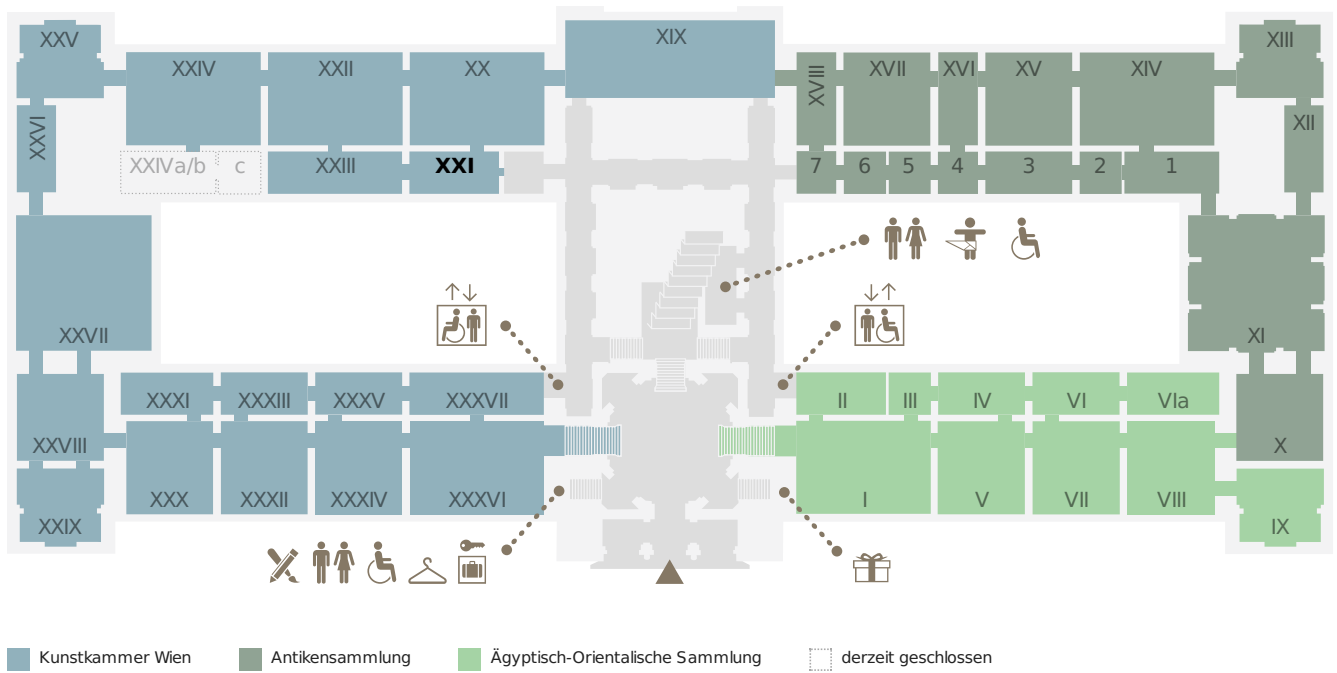 XXV
XXIV
XXII
XX
XIX
XVIII
XVII
XVI
XV
XIV
XIII
XXVI
XII
XXIVa/b
c
XXIII
XXI
7
6
5
4
3
2
1
XXVII
XI
XXXI
XXXIII
XXXV
XXXVII
II
III
IV
VI
VIa
XXVIII
X
XXX
XXXII
XXXIV
XXXVI
I
V
VII
VIII
XXIX
IX
Kunstkammer Wien
Antikensammlung
Ägyptisch-Orientalische Sammlung
derzeit geschlossen